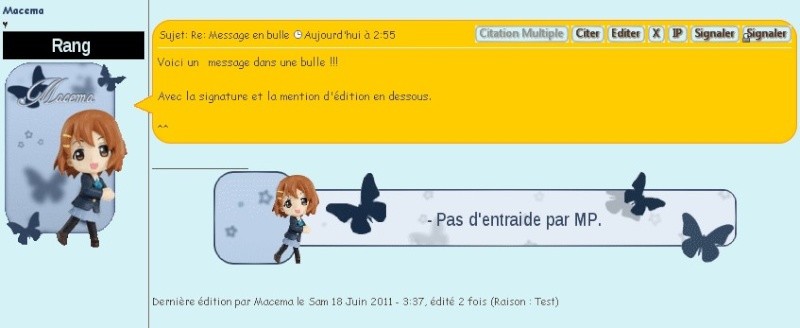 Macema
♥
Rang
Macema
Sujet: Re: Message en bulle Aujourd'hui à 2:55
Citation Multiple Citer Editer X IP Signaler Signaler
Voici un message dans une bulle !!!
Avec la signature et la mention d'édition en dessous.
^^
- Pas d'entraide par MP.
Dernière édition par Macema le Sam 18 Juin 2011 - 3:37, édité 2 fois (Raison : Test)